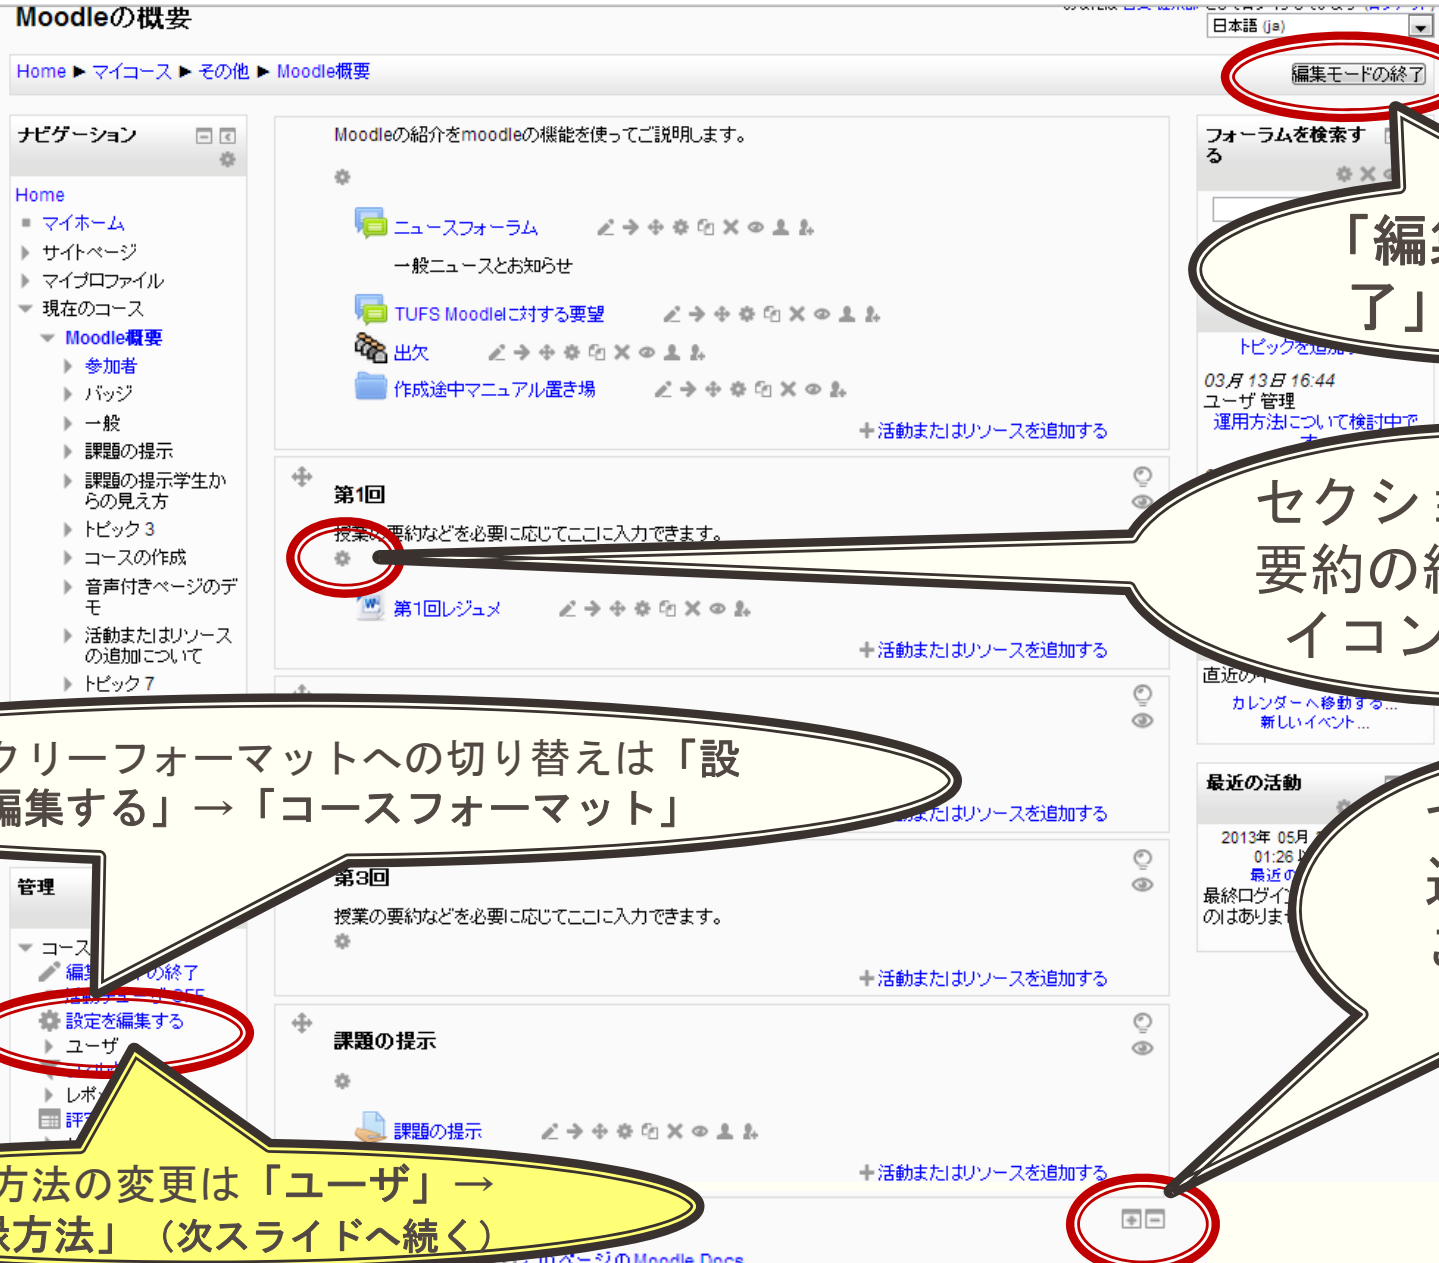 Moodleの概要
日本語 (ja)
Home ► マイコース ► その他 ► Moodle概要
編集モードの終了
ナビゲーション
Home
マイホーム
サイトページ
マイプロファイル
現在のコース
Moodle概要
参加者
バッジ
一般
課題の提示
課題の提示学生か
らの見え方
トピック 3
コースの作成
音声付きページのデ
モ
活動またはリソース
の追加について
トピック 7
Moodleの紹介をmoodleの機能を使ってご説明します。
ニュースフォーラム
一般ニュースとお知らせ
TUFS Moodleに対する要望
出欠
作成途中マニュアル置き場
+活動またはリソースを追加する
第1回
授業の要約などを必要に応じてここに入力できます。
第1回レジュメ
+活動またはリソースを追加する
たはリソースを追加する
第3回
授業の要約などを必要に応じてここに入力できます。
+活動またはリソースを追加する
課題の提示
課題の提示
+活動またはリソースを追加する
フォーラムを検索す
る
「編
了」
トピックを追加
03月 13日 16:44
ユーザ 管理
運用方法について検討中で
セクショ
要約の
イコン
直近の
カレンダーへ移動する...
新しいイベント...
最近の活動
2013年 05月
01:26
最近の
最終ログイン
のはありませ
クリーフォーマットへの切り替えは「設
編集する」→「コースフォーマット」
管理
コース
編集 の終了
設定を編集する
ユーザ
レポ
評
方法の変更は「ユーザ」→
録方法」（次スライドへ続く）
ページの Moodle Docs